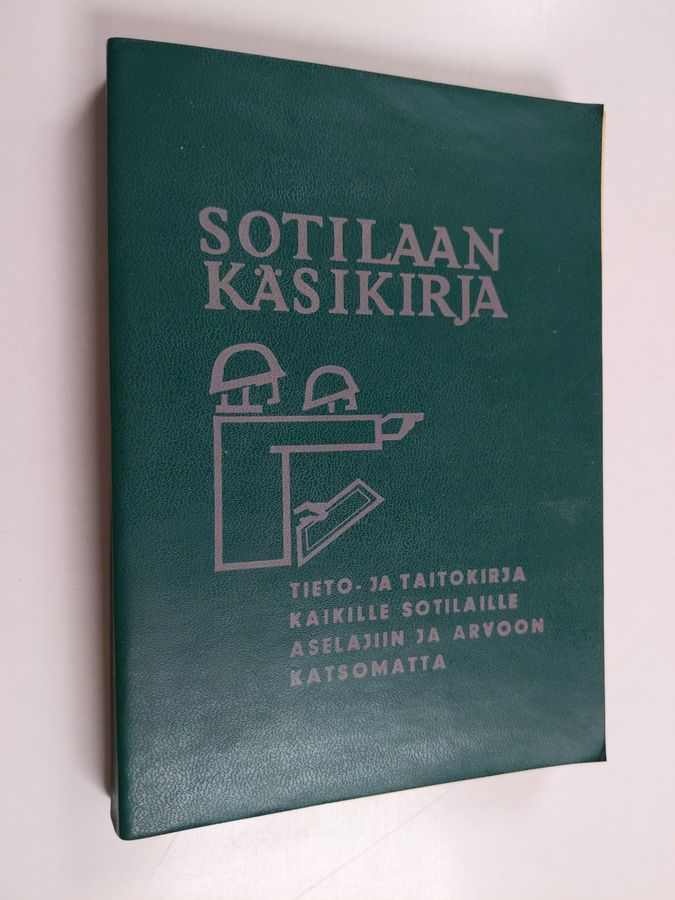 SOTILAAN
KÄSIKIRJA
TIETO- JA TAITOKIRJA
KAIKILLE SOTILAILLE
ASELAJIIN JA ARVOON
KATSOMATTA